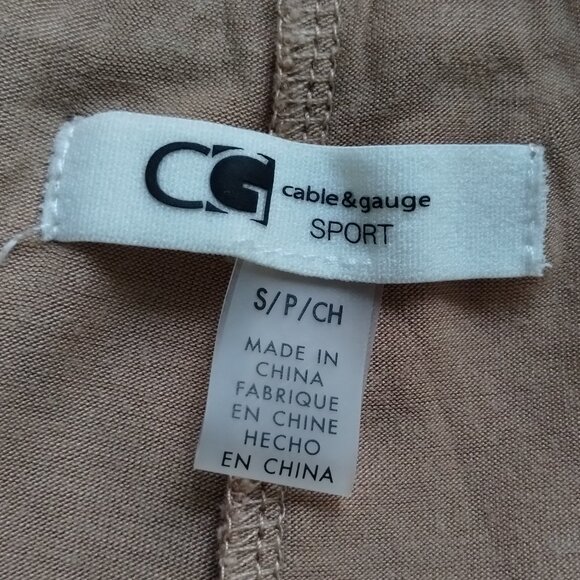 CG cable&gauge
SPORT
S/P/CH
MADE IN
CHINA
FABRIQUE
EN CHINE
HECHO
EN CHINA